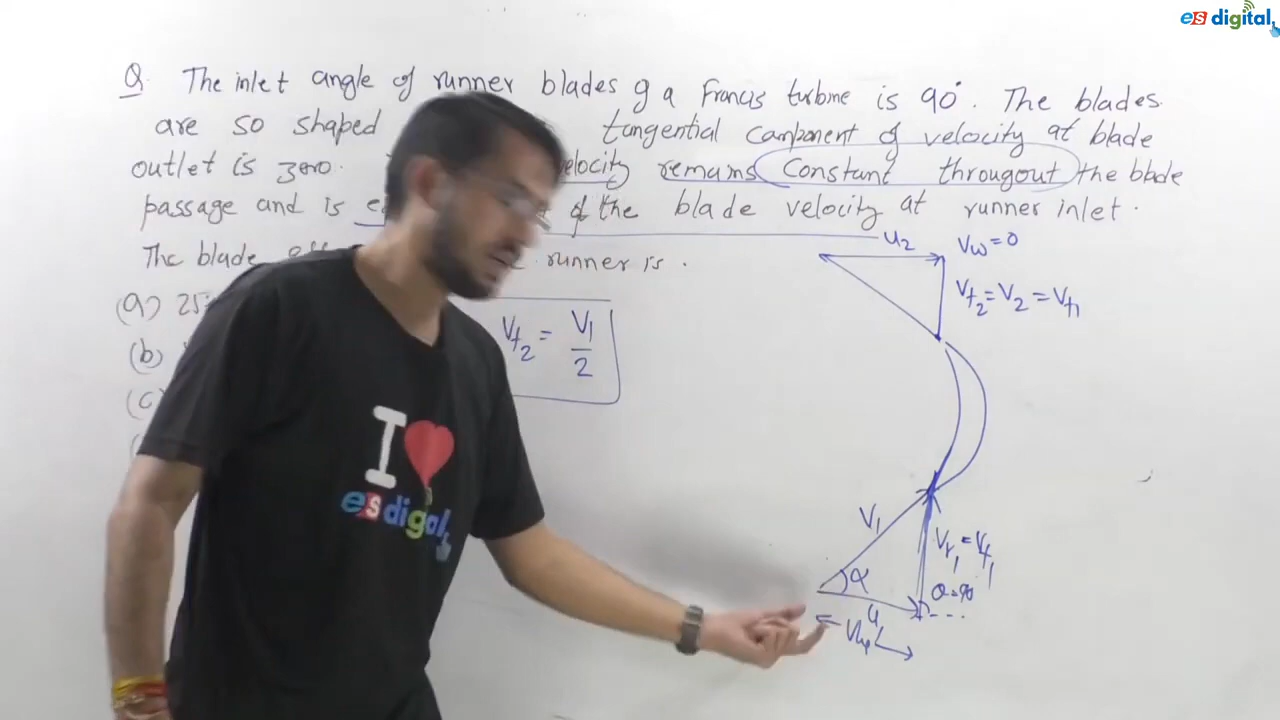 es digital
Q. The inlet angle of runner blades of a Francis turbine is 90°. The blades
are so shaped tangential component of velocity at blade
outlet is zero. velocity remains Constant througout the blade
passage and is of the blade velocity at runner inlet.
The blade runner is.
(a)
(b)
(c)
Vf2 = V1/2
u2
Vw=0
Vf2=V2=Vf1
V1
α
Vr1=Vf1
θ=90
u1
I
es digital